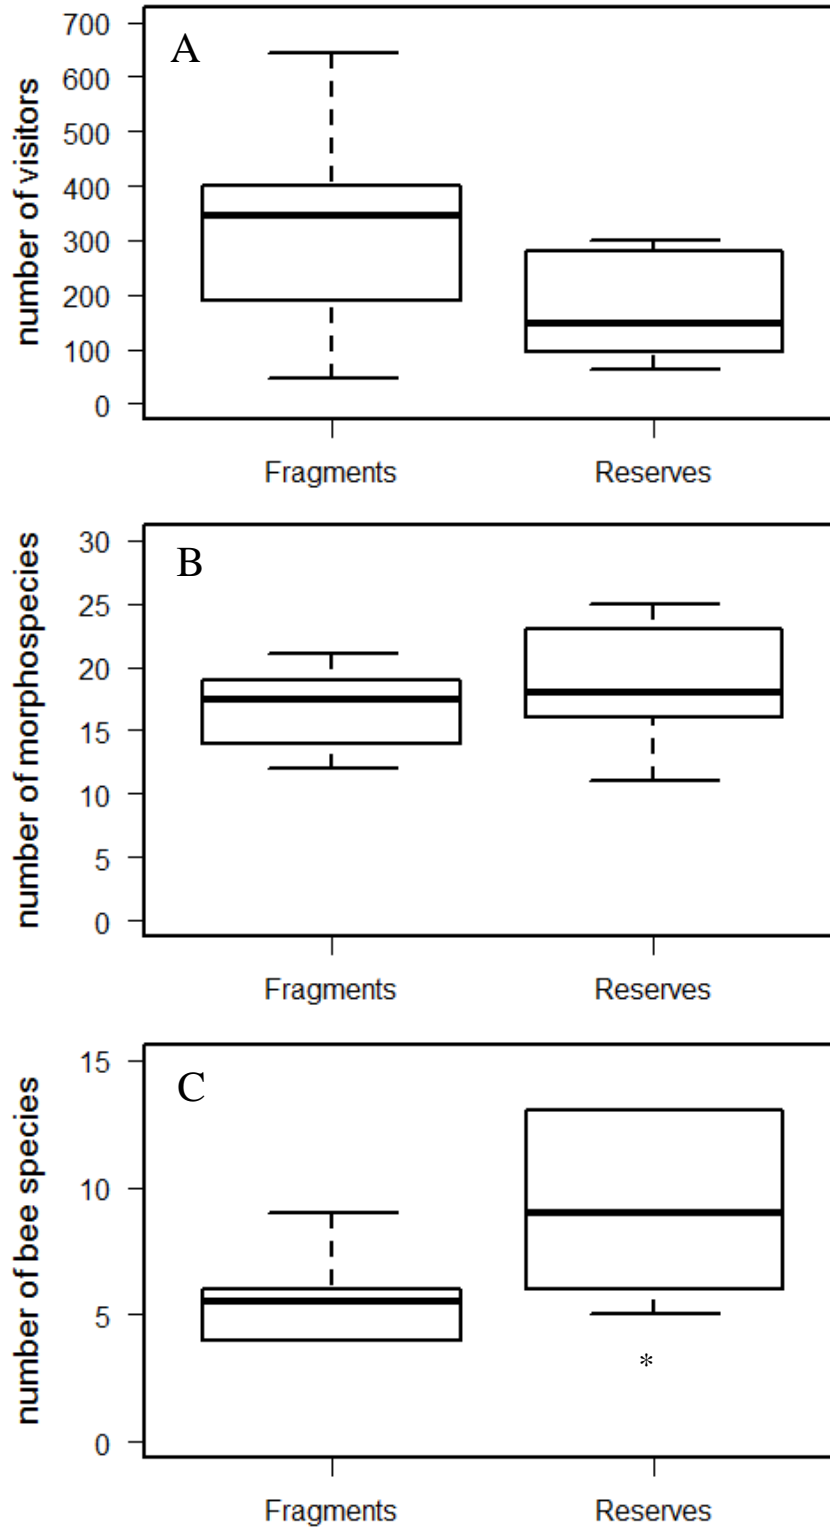 A
number of visitors
700
600
500
400
300
200
100
0
Fragments Reserves
B
number of morphospecies
30
25
20
15
10
5
0
Fragments Reserves
C
number of bee species
15
10
5
0
*
Fragments Reserves